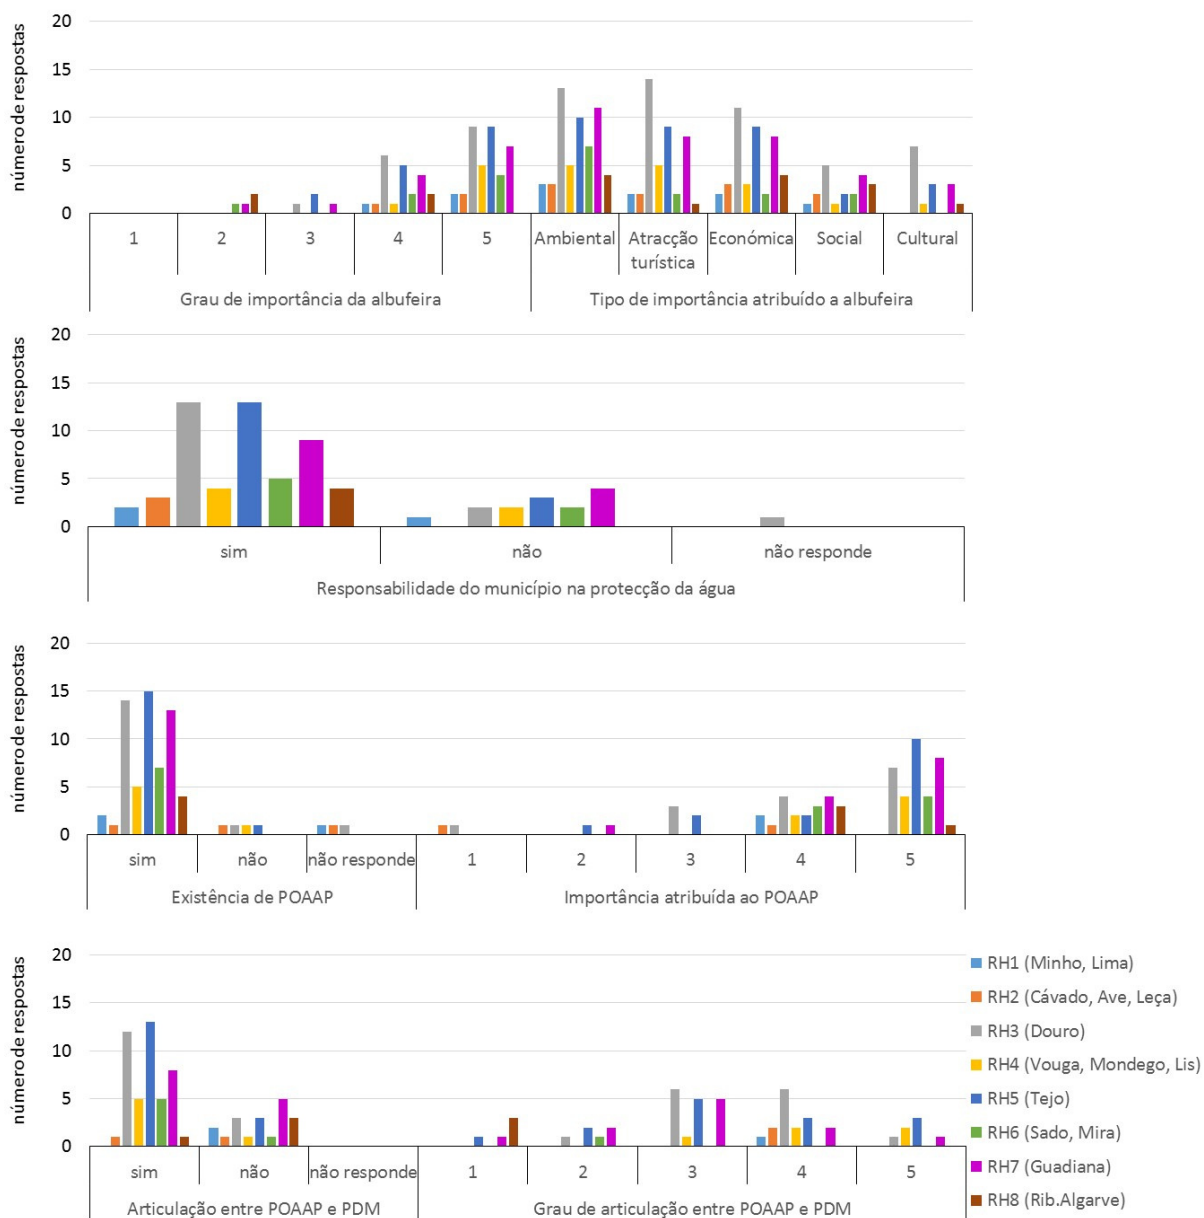 número de respostas
20
15
10
5
0
1 2 3 4 5 Ambiental Atracção turística Económica Social Cultural
Grau de importância da albufeira Tipo de importância atribuído a albufeira
número de respostas
20
15
10
5
0
sim não não responde
Responsabilidade do município na protecção da água
número de respostas
20
15
10
5
0
sim não não responde 1 2 3 4 5
Existência de POAAP Importância atribuída ao POAAP
número de respostas
20
15
10
5
0
sim não não responde 1 2 3 4 5
Articulação entre POAAP e PDM Grau de articulação entre POAAP e PDM
RH1 (Minho, Lima)
RH2 (Cávado, Ave, Leça)
RH3 (Douro)
RH4 (Vouga, Mondego, Lis)
RH5 (Tejo)
RH6 (Sado, Mira)
RH7 (Guadiana)
RH8 (Rib.Algarve)